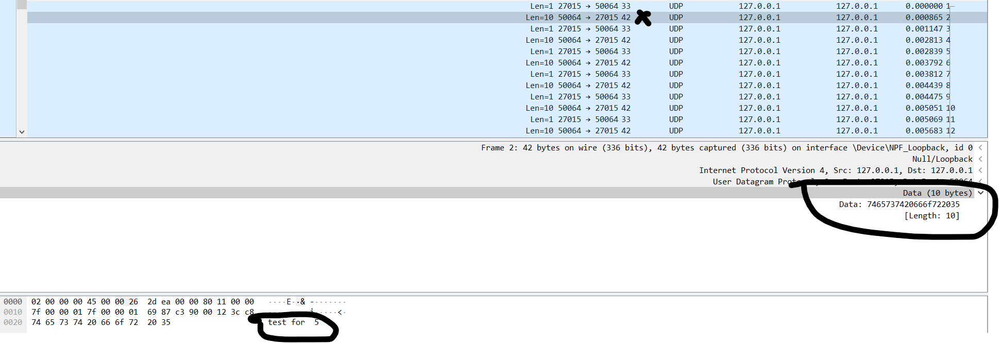 Len=1 27015 → 50064 33 UDP 127.0.0.1 127.0.0.1 0.000000 1
Len=10 50064 → 27015 42 UDP 127.0.0.1 127.0.0.1 0.000865 2
Len=1 27015 → 50064 33 UDP 127.0.0.1 127.0.0.1 0.001147 3
Len=10 50064 → 27015 42 UDP 127.0.0.1 127.0.0.1 0.002813 4
Len=1 27015 → 50064 33 UDP 127.0.0.1 127.0.0.1 0.002839 5
Len=10 50064 → 27015 42 UDP 127.0.0.1 127.0.0.1 0.003792 6
Len=1 27015 → 50064 33 UDP 127.0.0.1 127.0.0.1 0.003812 7
Len=10 50064 → 27015 42 UDP 127.0.0.1 127.0.0.1 0.004439 8
Len=1 27015 → 50064 33 UDP 127.0.0.1 127.0.0.1 0.004475 9
Len=10 50064 → 27015 42 UDP 127.0.0.1 127.0.0.1 0.005051 10
Len=1 27015 → 50064 33 UDP 127.0.0.1 127.0.0.1 0.005069 11
Len=10 50064 → 27015 42 UDP 127.0.0.1 127.0.0.1 0.005683 12
Frame 2: 42 bytes on wire (336 bits), 42 bytes captured (336 bits) on interface \Device\NPF_Loopback, id 0
Null/Loopback
Internet Protocol Version 4, Src: 127.0.0.1, Dst: 127.0.0.1
User Datagram
Data (10 bytes)
Data: 7465737420666f722035
[Length: 10]
0000 02 00 00 00 45 00 00 26 2d ea 00 00 80 11 00 00 ····E··& -·······
0010 7f 00 00 01 7f 00 00 01 69 87 c3 90 00 12 3c c8
0020 74 65 73 74 20 66 6f 72 20 35 test for 5